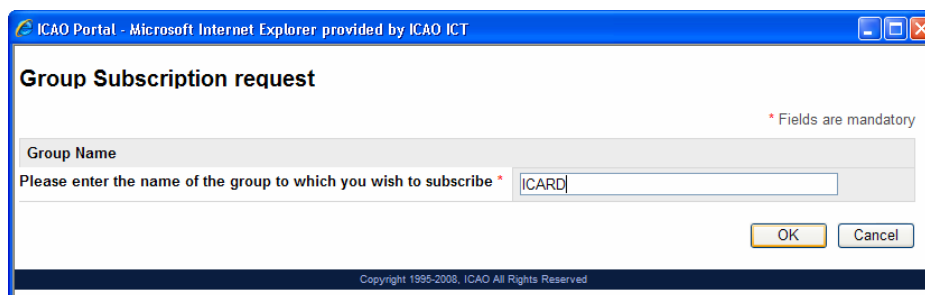 ICAO Portal - Microsoft Internet Explorer provided by ICAO ICT
Group Subscription request
* Fields are mandatory
Group Name
Please enter the name of the group to which you wish to subscribe * ICARD
OK Cancel
Copyright 1995-2008, ICAO All Rights Reserved